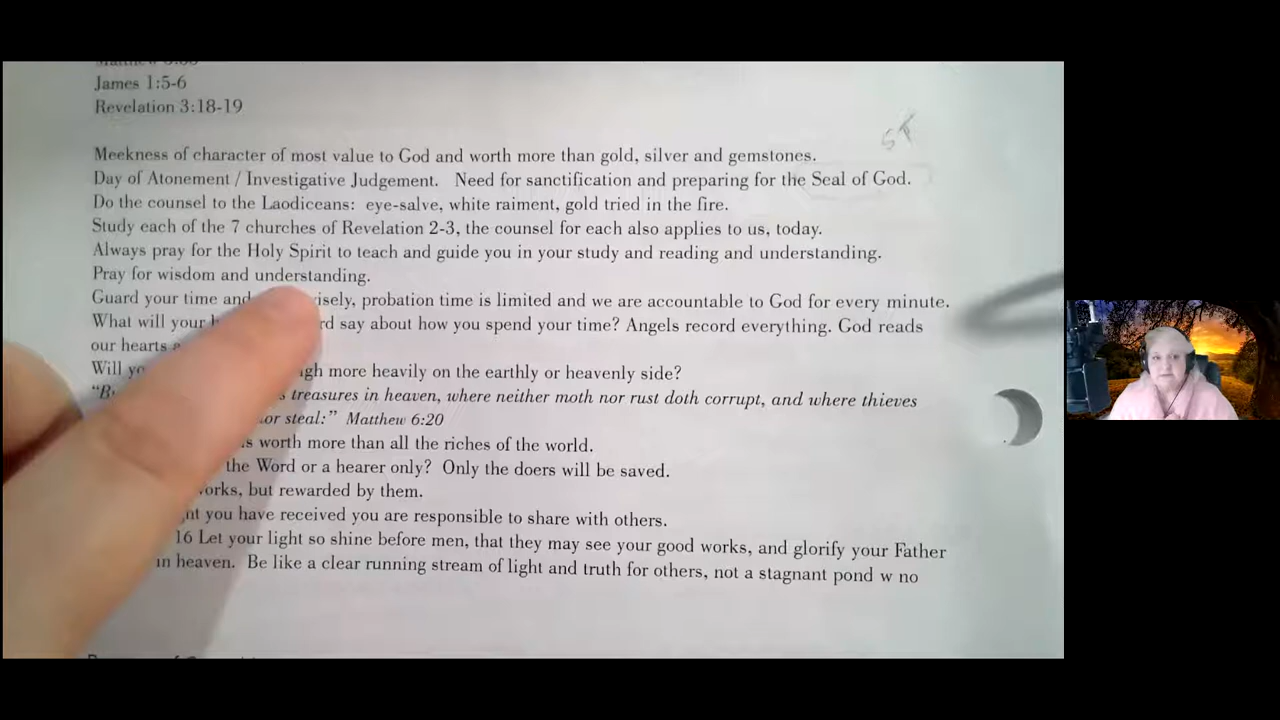 James 1:5-6
Revelation 3:18-19
Meekness of character of most value to God and worth more than gold, silver and gemstones.
Day of Atonement / Investigative Judgement. Need for sanctification and preparing for the Seal of God.
Do the counsel to the Laodiceans: eye-salve, white raiment, gold tried in the fire.
Study each of the 7 churches of Revelation 2-3, the counsel for each also applies to us, today.
Always pray for the Holy Spirit to teach and guide you in your study and reading and understanding.
Pray for wisdom and understanding.
Guard your time and probation time is limited and we are accountable to God for every minute.
What will your say about how you spend your time? Angels record everything. God reads
our hearts
Will more heavily on the earthly or heavenly side?
treasures in heaven, where neither moth nor rust doth corrupt, and where thieves
nor steal:" Matthew 6:20
worth more than all the riches of the world.
the Word or a hearer only? Only the doers will be saved.
but rewarded by them.
you have received you are responsible to share with others.
16 Let your light so shine before men, that they may see your good works, and glorify your Father
in heaven. Be like a clear running stream of light and truth for others, not a stagnant pond w no